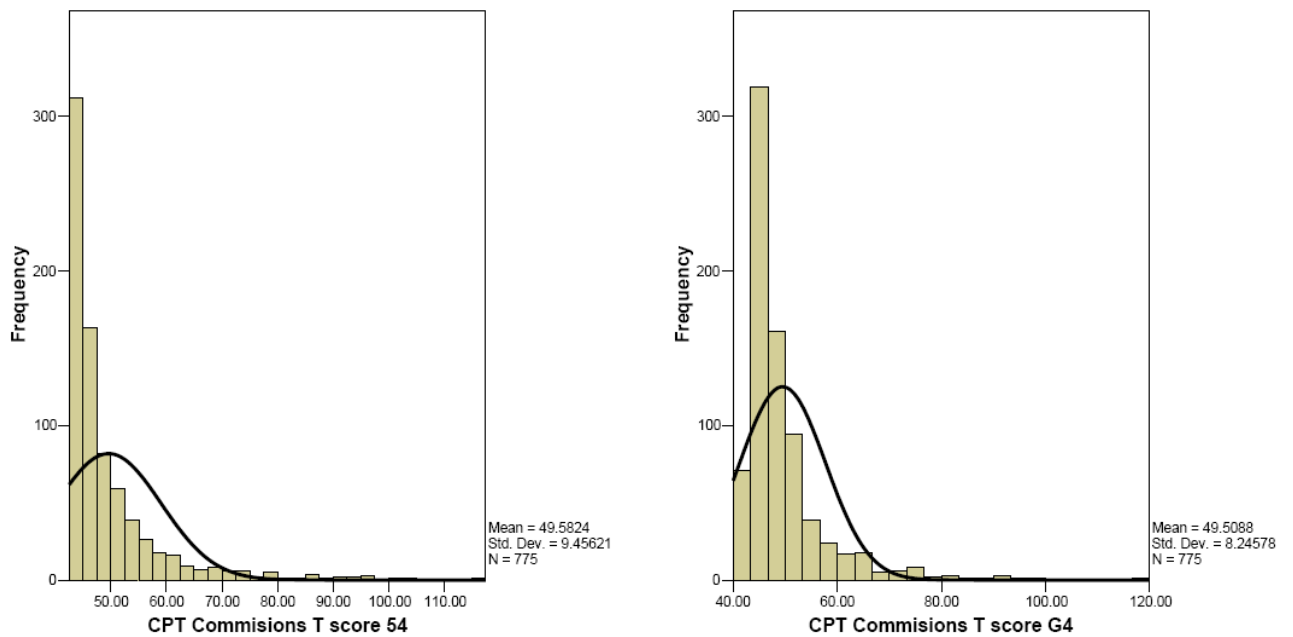 Frequency
300
200
100
0
50.00 60.00 70.00 80.00 90.00 100.00 110.00
CPT Commisions T score 54
Mean = 49.5824
Std. Dev. = 9.45621
N = 775
Frequency
300
200
100
0
40.00 60.00 80.00 100.00 120.00
CPT Commisions T score G4
Mean = 49.5088
Std. Dev. = 8.24578
N = 775